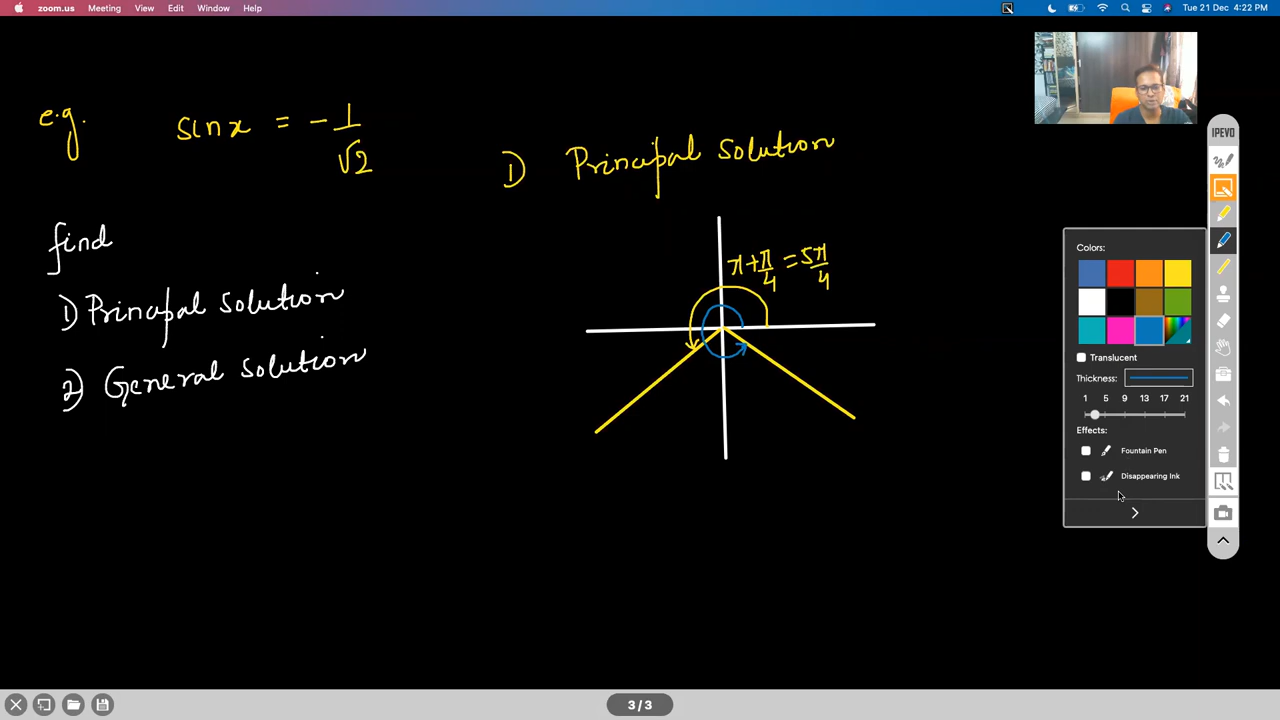 zoom.us Meeting View Edit Window Help Tue 21 Dec 4:22 PM
e.g. sin x = - 1/√2
1) Principal Solution
find
1) Principal Solution
2) General Solution
π + π/4 = 5π/4
IPEVO
Colors:
Translucent
Thickness:
1 5 9 13 17 21
Effects:
Fountain Pen
Disappearing Ink
3 / 3